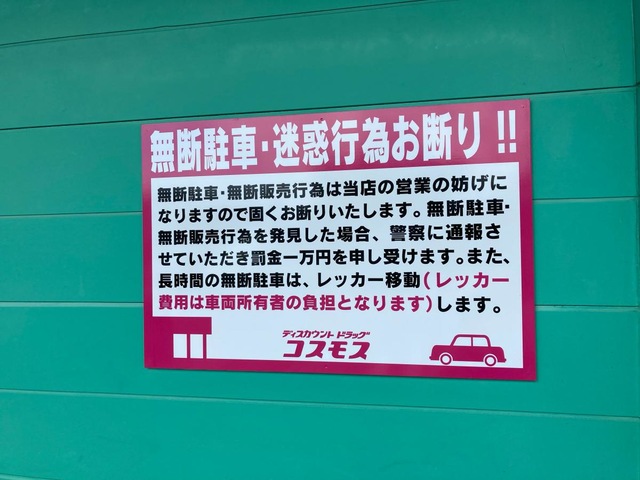 無断駐車・迷惑行為お断り!!
無断駐車・無断販売行為は当店の営業の妨げに
なりますので固くお断りいたします。無断駐車・
無断販売行為を発見した場合、警察に通報さ
せていただき罰金一万円を申し受けます。また、
長時間の無断駐車は、レッカー移動(レッカー
費用は車両所有者の負担となります)します。
ディスカウント ドラッグ
コスモス